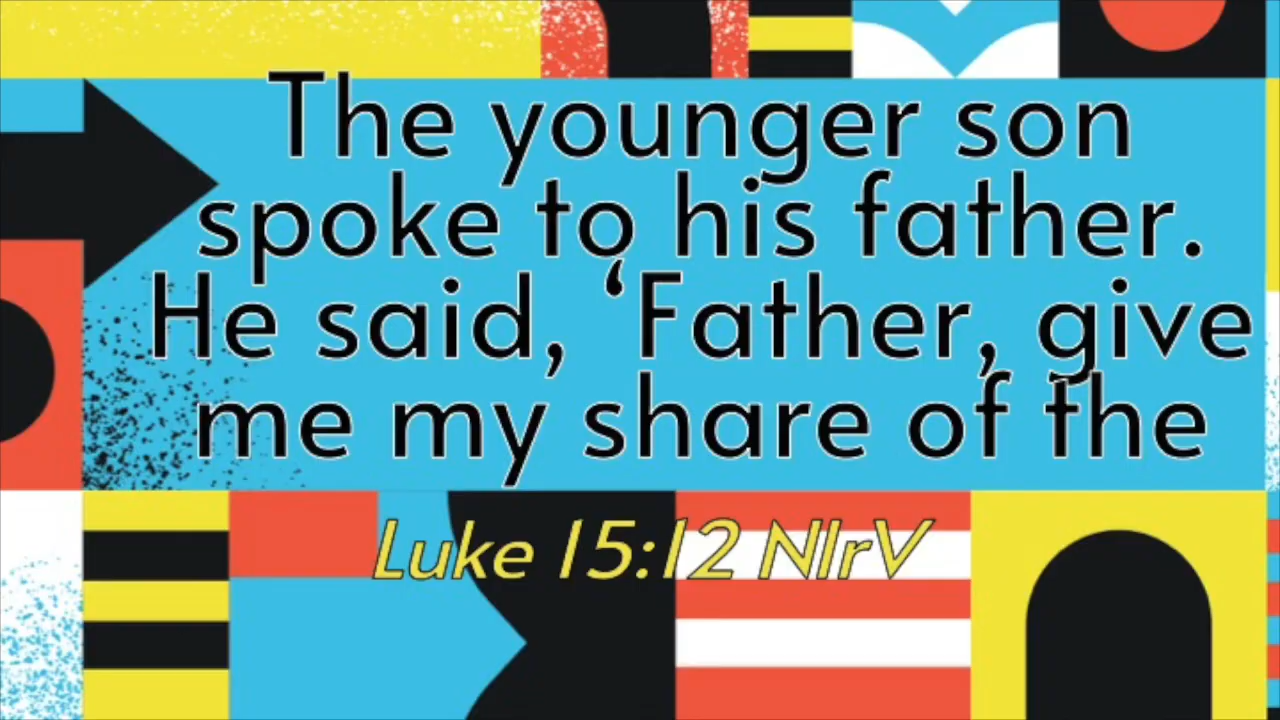 The younger son
spoke to his father.
He said, ‘Father, give
me my share of the
Luke 15:12 NIrV